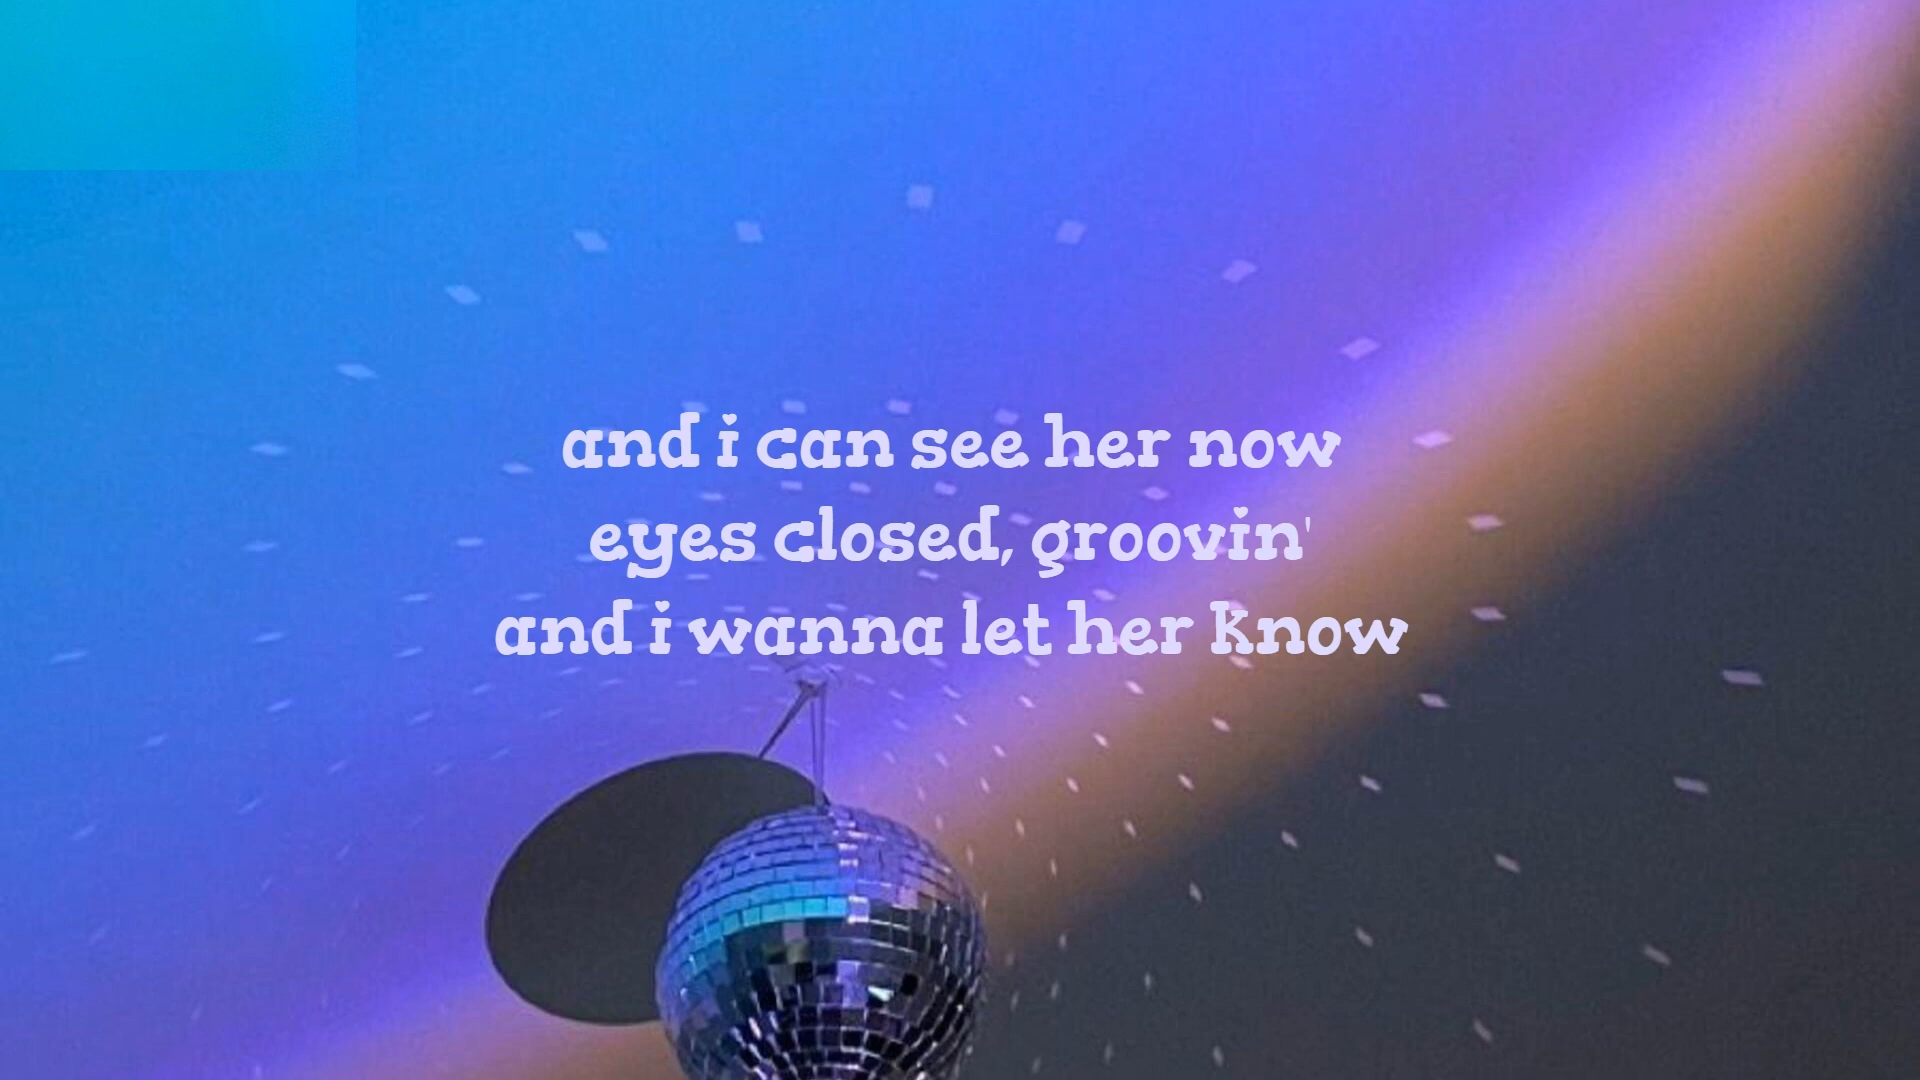 and i can see her now
eyes closed, groovin'
and i wanna let her know